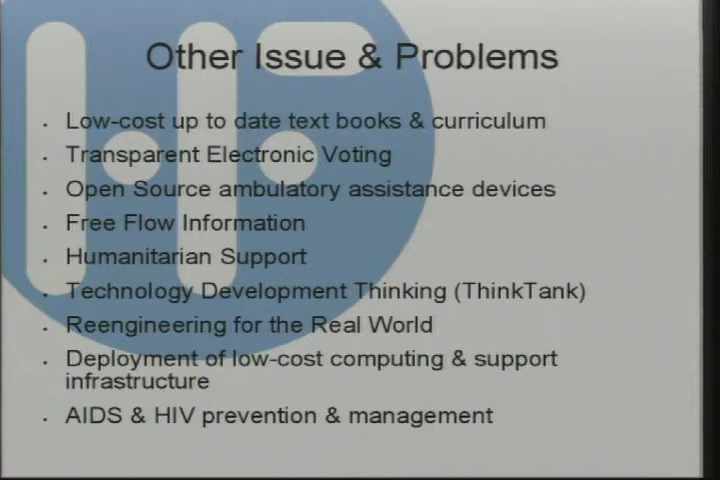 Other Issue & Problems
Low-cost up to date text books & curriculum
Transparent Electronic Voting
Open Source ambulatory assistance devices
Free Flow Information
Humanitarian Support
Technology Development Thinking (ThinkTank)
Reengineering for the Real World
Deployment of low-cost computing & support
infrastructure
AIDS & HIV prevention & management